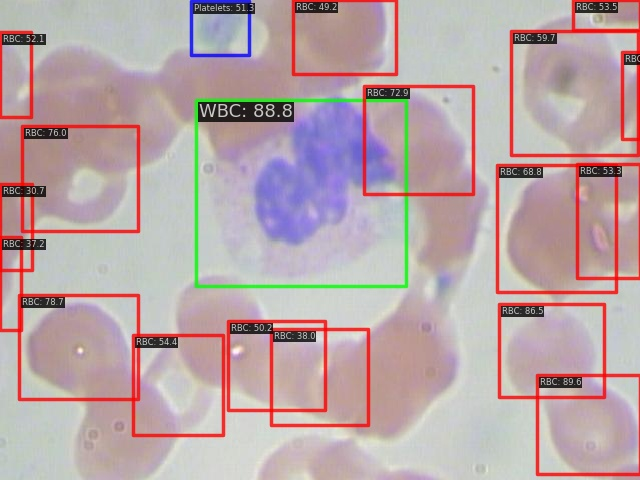 Platelets: 51.3
RBC: 49.2
RBC: 53.5
RBC: 52.1
RBC: 59.7
RBC
RBC: 72.9
WBC: 88.8
RBC: 76.0
RBC: 68.8
RBC: 53.3
RBC: 30.7
RBC: 37.2
RBC: 78.7
RBC: 86.5
RBC: 50.2
RBC: 38.0
RBC: 54.4
RBC: 89.6